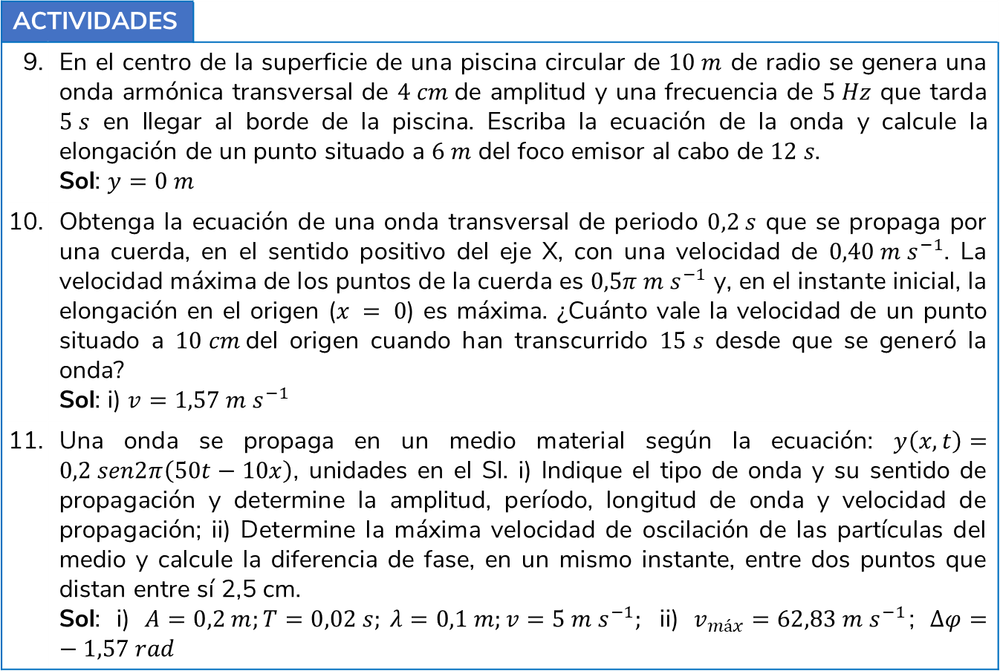 ACTIVIDADES
9. En el centro de la superficie de una piscina circular de 10 m de radio se genera una
onda armónica transversal de 4 cm de amplitud y una frecuencia de 5 Hz que tarda
5 s en llegar al borde de la piscina. Escriba la ecuación de la onda y calcule la
elongación de un punto situado a 6 m del foco emisor al cabo de 12 s.
Sol: y = 0 m
10. Obtenga la ecuación de una onda transversal de periodo 0,2 s que se propaga por
una cuerda, en el sentido positivo del eje X, con una velocidad de 0,40 m s⁻¹. La
velocidad máxima de los puntos de la cuerda es 0,5π m s⁻¹ y, en el instante inicial, la
elongación en el origen (x = 0) es máxima. ¿Cuánto vale la velocidad de un punto
situado a 10 cm del origen cuando han transcurrido 15 s desde que se generó la
onda?
Sol: i) v = 1,57 m s⁻¹
11. Una onda se propaga en un medio material según la ecuación: y(x, t) =
0,2 sen2π(50t − 10x), unidades en el SI. i) Indique el tipo de onda y su sentido de
propagación y determine la amplitud, período, longitud de onda y velocidad de
propagación; ii) Determine la máxima velocidad de oscilación de las partículas del
medio y calcule la diferencia de fase, en un mismo instante, entre dos puntos que
distan entre sí 2,5 cm.
Sol: i) A = 0,2 m; T = 0,02 s; λ = 0,1 m; v = 5 m s⁻¹; ii) vₘáₓ = 62,83 m s⁻¹; Δφ =
− 1,57 rad